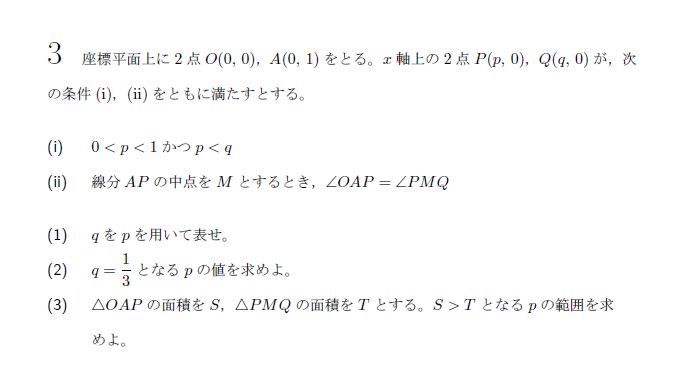 3 座標平面上に 2 点 O(0, 0), A(0, 1) をとる。x 軸上の 2 点 P(p, 0), Q(q, 0) が, 次
の条件 (i), (ii) をともに満たすとする。
(i) 0 < p < 1 かつ p < q
(ii) 線分 AP の中点を M とするとき, ∠OAP = ∠PMQ
(1) q を p を用いて表せ。
(2) q = 1/3 となる p の値を求めよ。
(3) △OAP の面積を S, △PMQ の面積を T とする。S > T となる p の範囲を求
めよ。